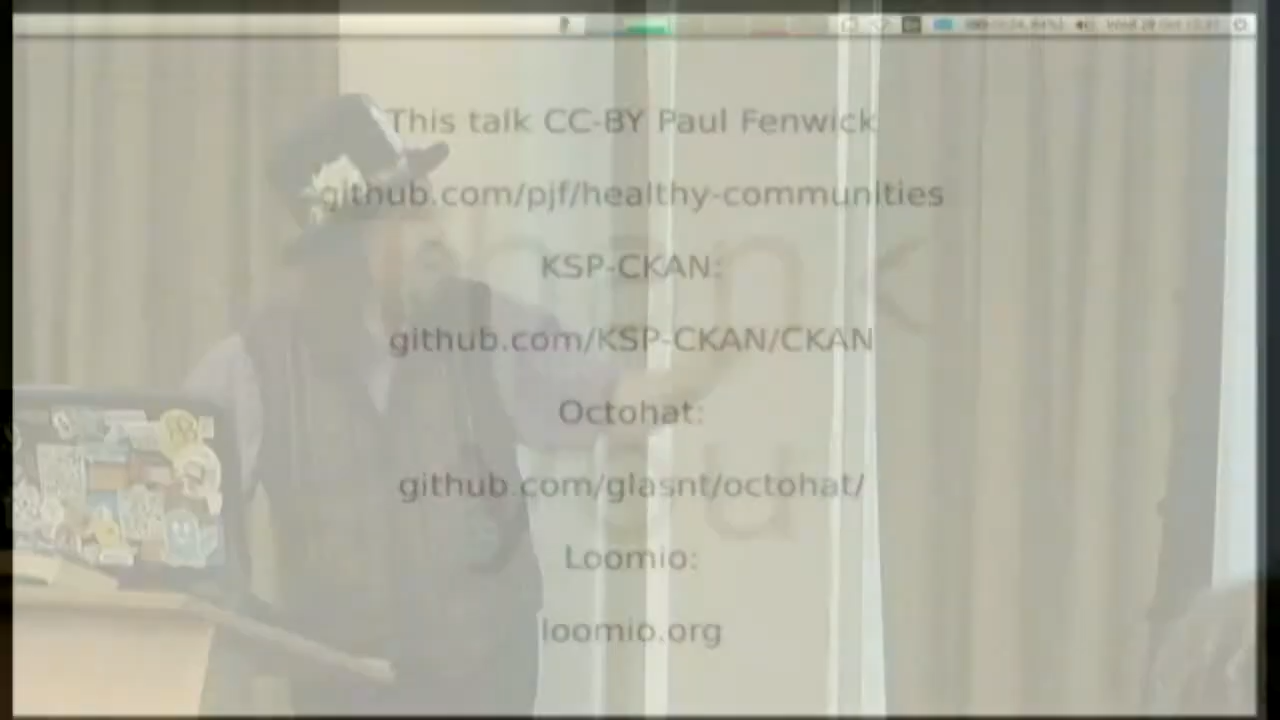 This talk CC-BY Paul Fenwick
github.com/pjf/healthy-communities
KSP-CKAN:
github.com/KSP-CKAN/CKAN
Octohat:
github.com/glasnt/octohat/
Loomio:
loomio.org